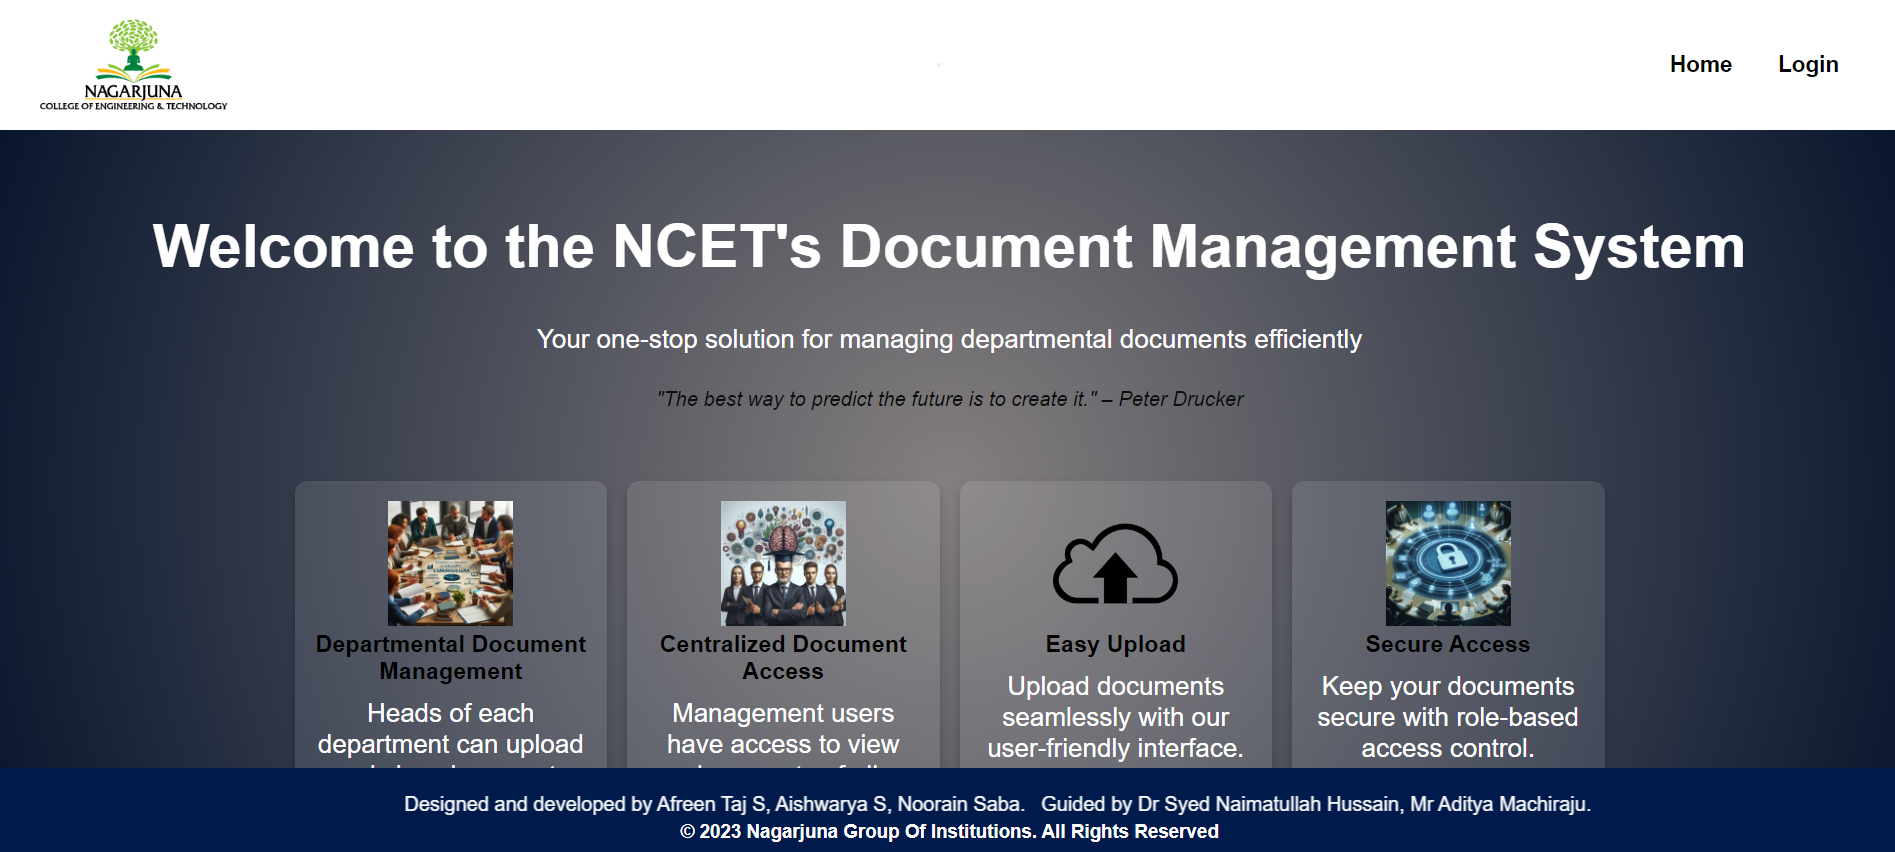 NAGARJUNA
COLLEGE OF ENGINEERING & TECHNOLOGY
Home
Login
Welcome to the NCET's Document Management System
Your one-stop solution for managing departmental documents efficiently
"The best way to predict the future is to create it." – Peter Drucker
Departmental Document
Management
Heads of each
department can upload
Centralized Document
Access
Management users
have access to view
Easy Upload
Upload documents
seamlessly with our
user-friendly interface.
Secure Access
Keep your documents
secure with role-based
access control.
Designed and developed by Afreen Taj S, Aishwarya S, Noorain Saba. Guided by Dr Syed Naimatullah Hussain, Mr Aditya Machiraju.
© 2023 Nagarjuna Group Of Institutions. All Rights Reserved